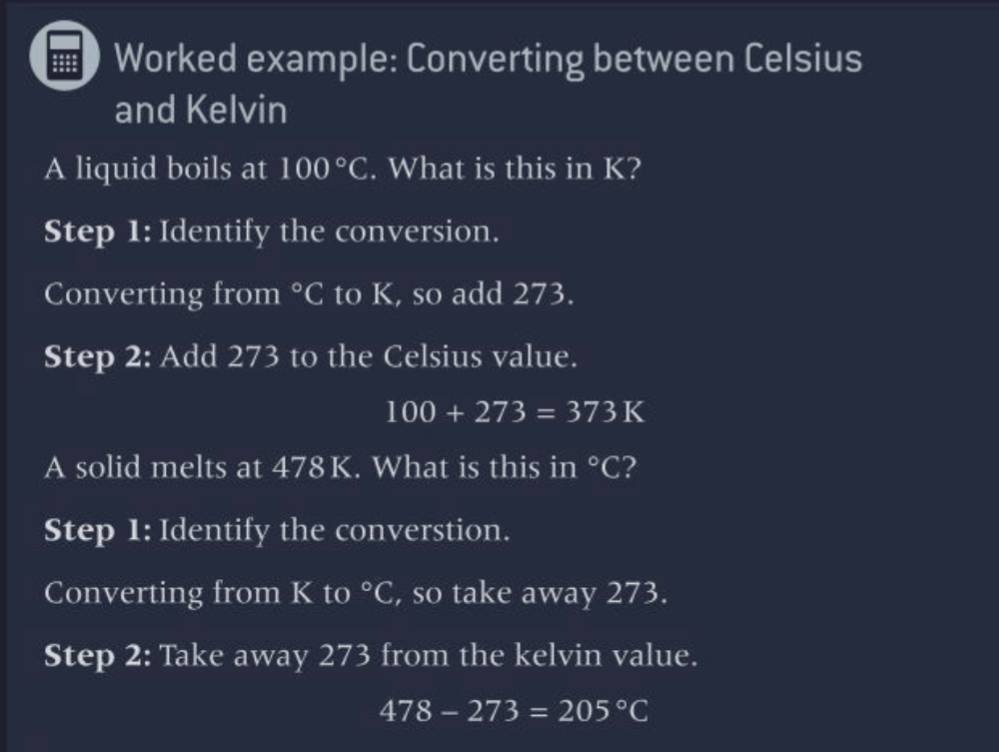 Worked example: Converting between Celsius
and Kelvin
A liquid boils at 100 °C. What is this in K?
Step 1: Identify the conversion.
Converting from °C to K, so add 273.
Step 2: Add 273 to the Celsius value.
100 + 273 = 373 K
A solid melts at 478 K. What is this in °C?
Step 1: Identify the converstion.
Converting from K to °C, so take away 273.
Step 2: Take away 273 from the kelvin value.
478 – 273 = 205 °C